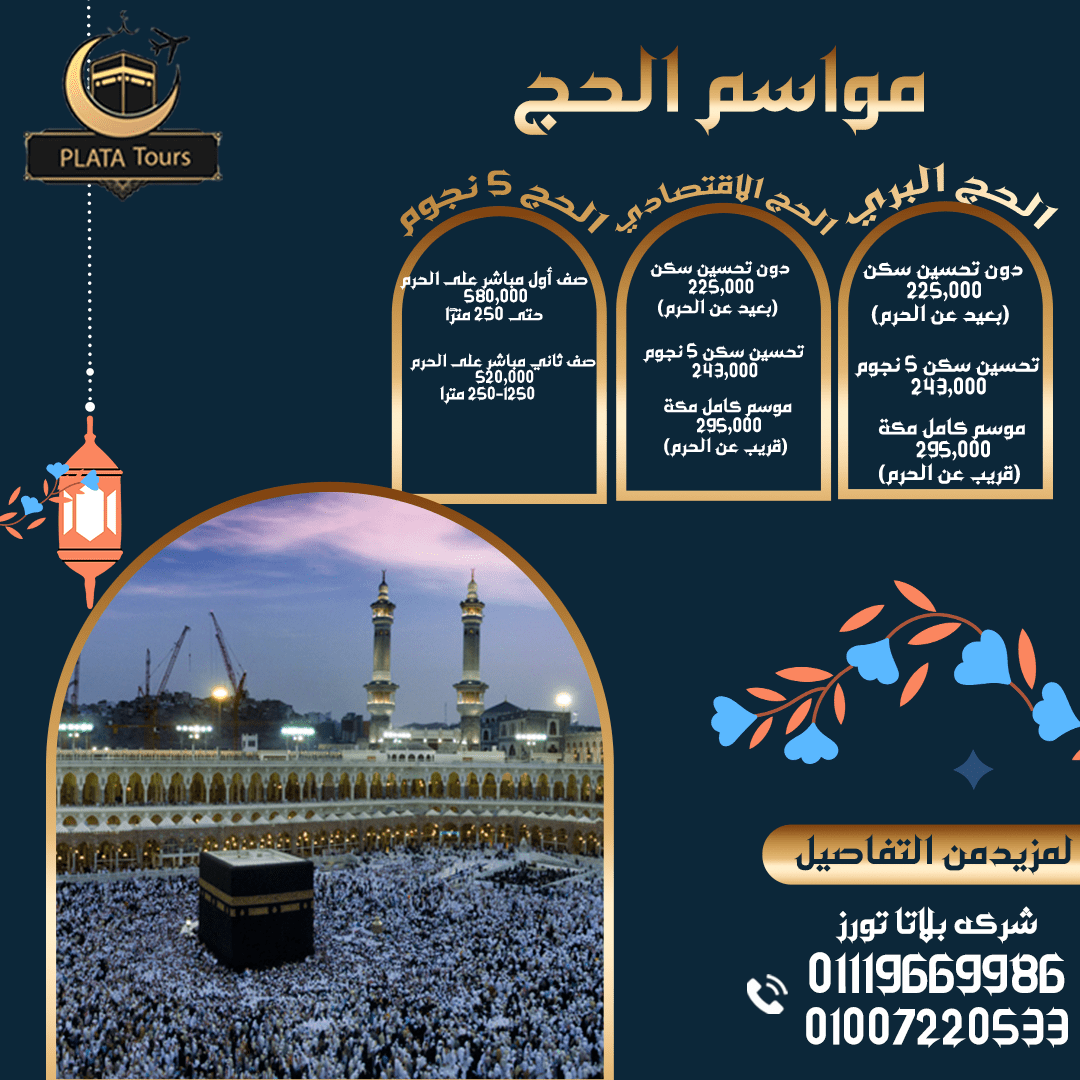 PLATA Tours
مواسم الحج
الحج البري
دون تحسين سكن
225,000
(بعيد عن الحرم)
تحسين سكن 5 نجوم
243,000
موسم كامل مكة
295,000
(قريب عن الحرم)
الحج الاقتصادي
دون تحسين سكن
225,000
(بعيد عن الحرم)
تحسين سكن 5 نجوم
243,000
موسم كامل مكة
295,000
(قريب عن الحرم)
الحج 5 نجوم
صف أول مباشر على الحرم
580,000
حتى 250 مترًا
صف ثاني مباشر على الحرم
520,000
250-1250 مترا
لمزيدمن التفاصيل
شركه بلاتا تورز
01119669986
01007220533